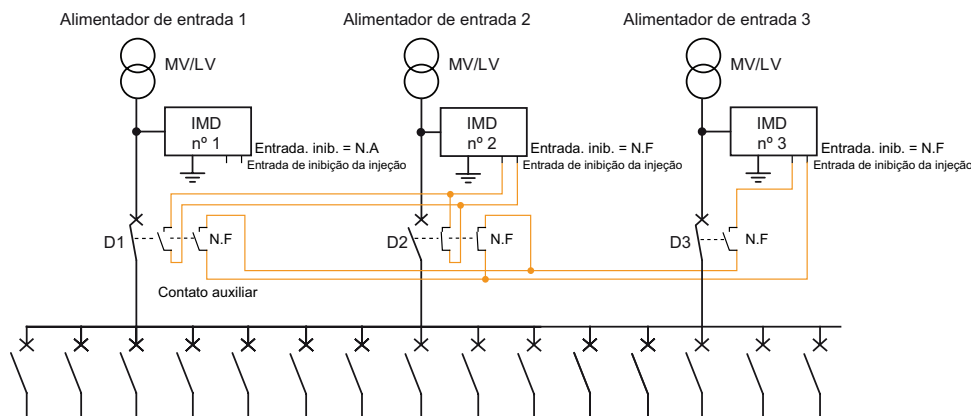 Alimentador de entrada 1
Alimentador de entrada 2
Alimentador de entrada 3
MV/LV
MV/LV
MV/LV
IMD
nº 1
Entrada. inib. = N.A
Entrada de inibição da injeção
IMD
nº 2
Entrada. inib. = N.F
Entrada de inibição da injeção
IMD
nº 3
Entrada. inib. = N.F
Entrada de inibição da injeção
D1
N.F
D2
N.F
D3
N.F
Contato auxiliar